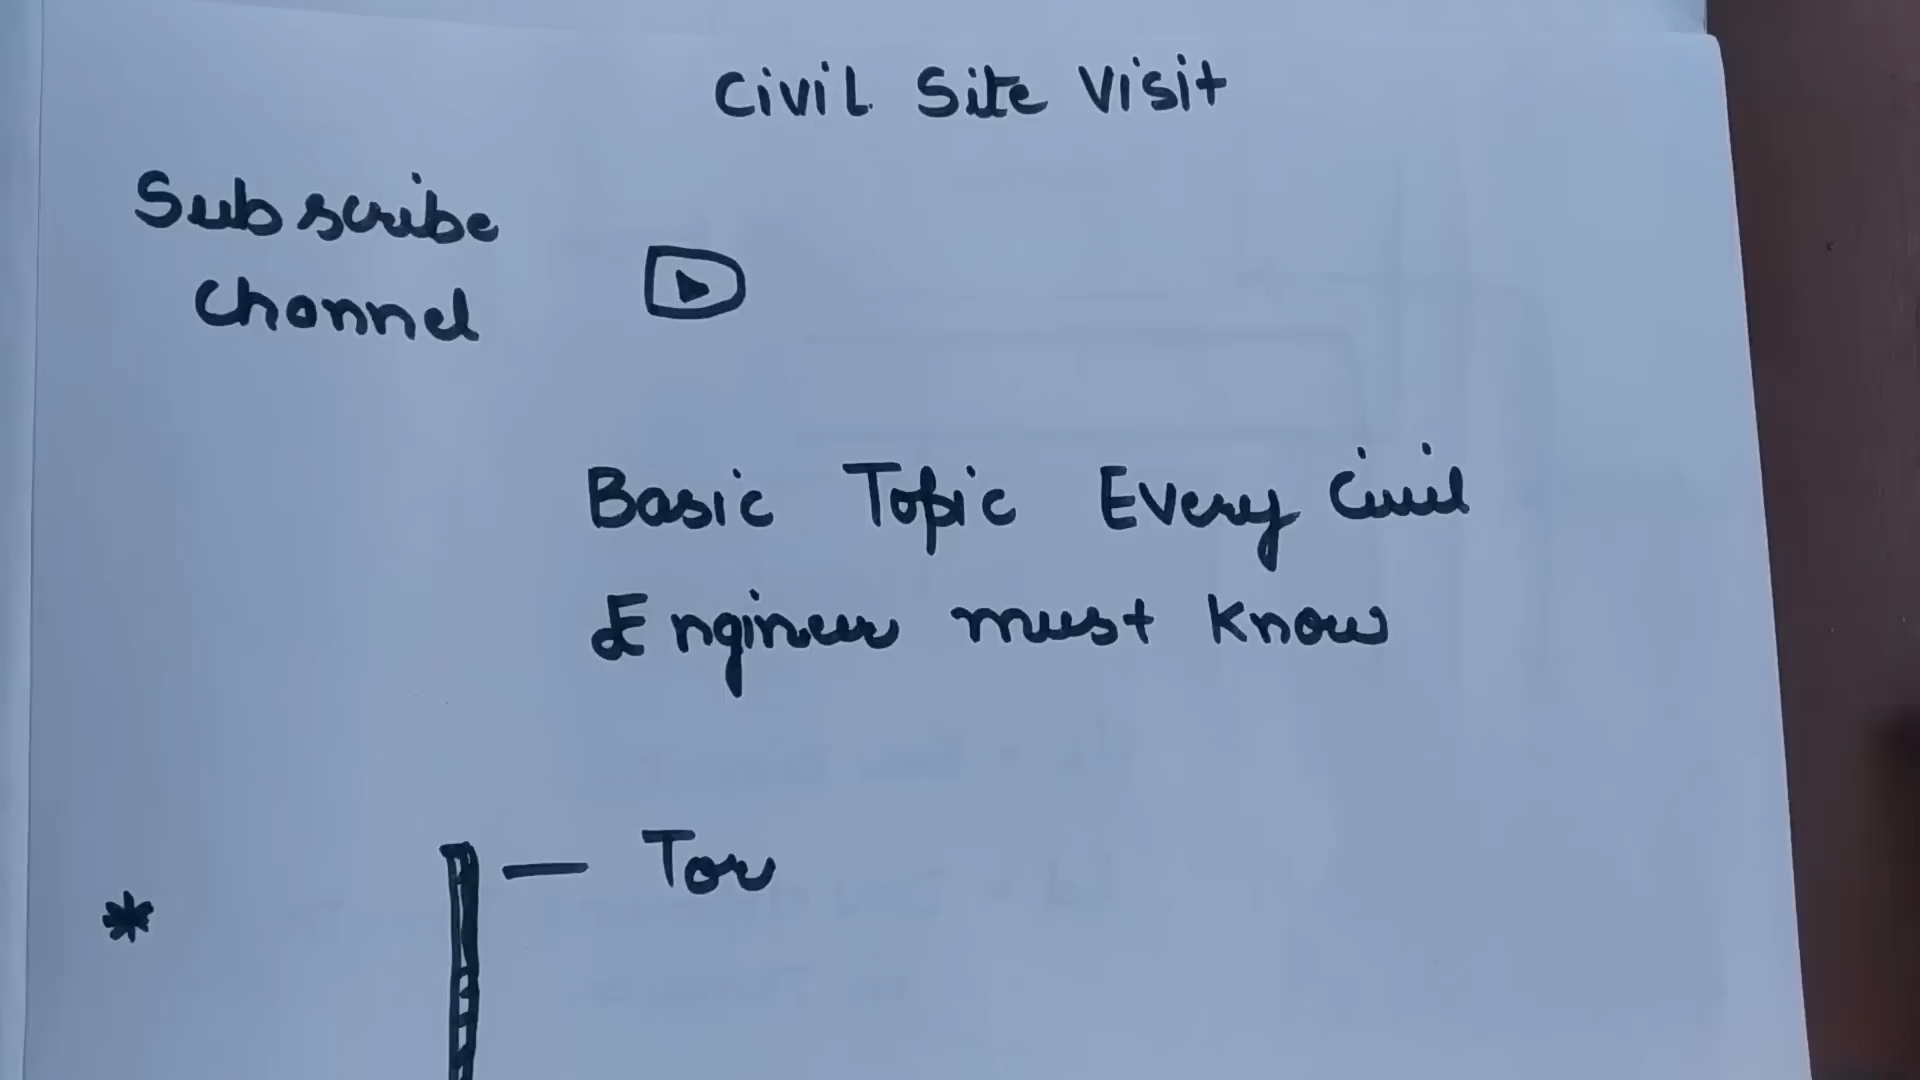 Civil Site Visit
Subscribe
Channel
Basic Topic Every Civil
Engineer must Know
Tor